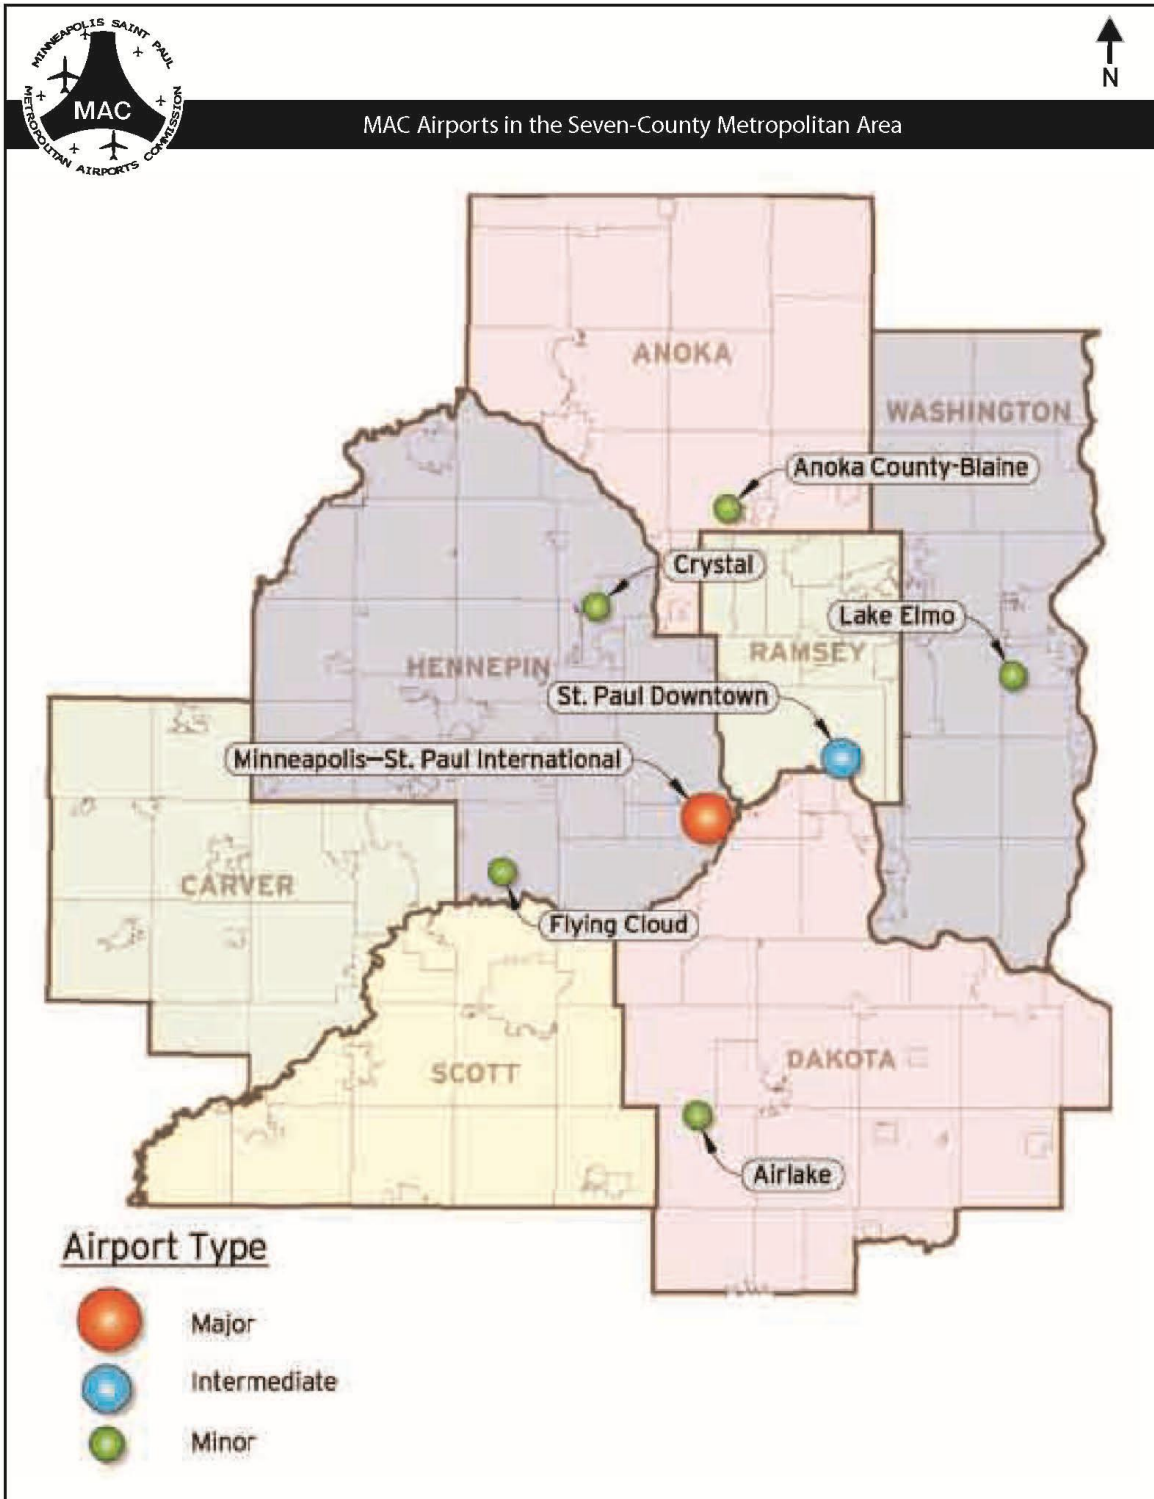 MINNEAPOLIS SAINT PAUL
METROPOLITAN AIRPORTS COMMISSION
MAC
N
MAC Airports in the Seven-County Metropolitan Area
ANOKA
WASHINGTON
Anoka County-Blaine
Crystal
Lake Elmo
RAMSEY
HENNEPIN
St. Paul Downtown
Minneapolis–St. Paul International
CARVER
Flying Cloud
DAKOTA
SCOTT
Airlake
Airport Type
Major
Intermediate
Minor